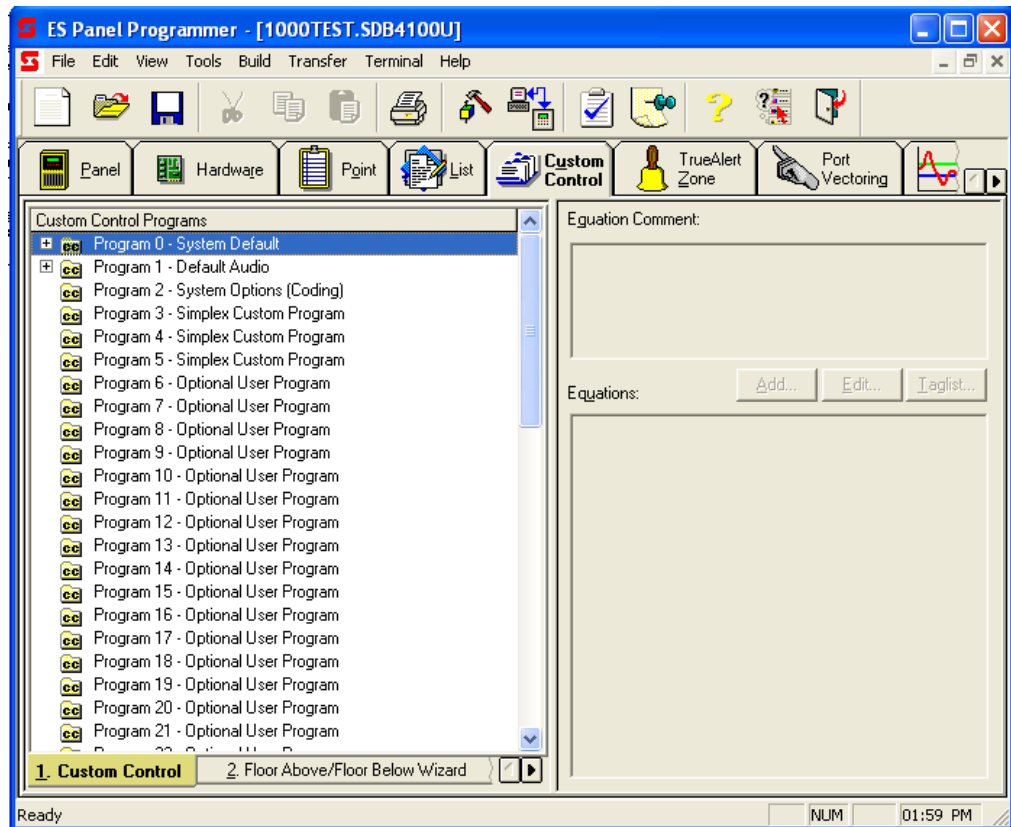 ES Panel Programmer - [1000TEST.SDB4100U]
File Edit View Tools Build Transfer Terminal Help
Panel Hardware Point List Custom Control TrueAlert Zone Port Vectoring
Custom Control Programs
Program 0 - System Default
Program 1 - Default Audio
Program 2 - System Options (Coding)
Program 3 - Simplex Custom Program
Program 4 - Simplex Custom Program
Program 5 - Simplex Custom Program
Program 6 - Optional User Program
Program 7 - Optional User Program
Program 8 - Optional User Program
Program 9 - Optional User Program
Program 10 - Optional User Program
Program 11 - Optional User Program
Program 12 - Optional User Program
Program 13 - Optional User Program
Program 14 - Optional User Program
Program 15 - Optional User Program
Program 16 - Optional User Program
Program 17 - Optional User Program
Program 18 - Optional User Program
Program 19 - Optional User Program
Program 20 - Optional User Program
Program 21 - Optional User Program
1. Custom Control 2. Floor Above/Floor Below Wizard
Equation Comment:
Equations: Add... Edit... Taglist...
Ready NUM 01:59 PM